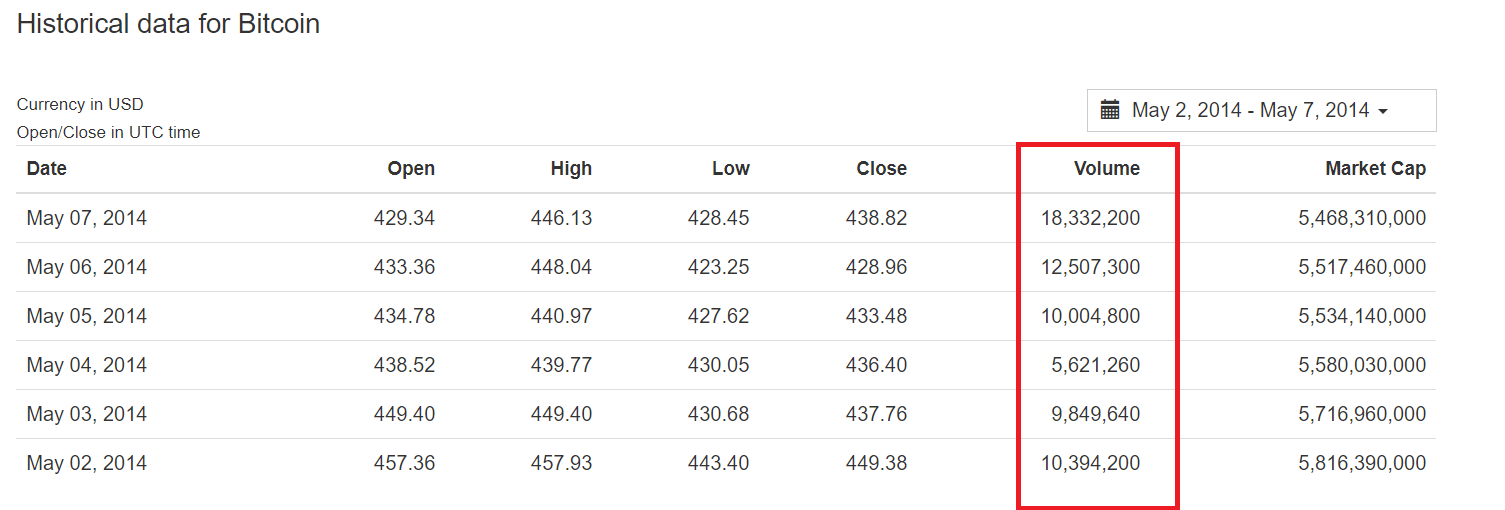 Historical data for Bitcoin
Currency in USD
May 2, 2014 - May 7, 2014
Open/Close in UTC time
Date Open High Low Close Volume Market Cap
May 07, 2014 429.34 446.13 428.45 438.82 18,332,200 5,468,310,000
May 06, 2014 433.36 448.04 423.25 428.96 12,507,300 5,517,460,000
May 05, 2014 434.78 440.97 427.62 433.48 10,004,800 5,534,140,000
May 04, 2014 438.52 439.77 430.05 436.40 5,621,260 5,580,030,000
May 03, 2014 449.40 449.40 430.68 437.76 9,849,640 5,716,960,000
May 02, 2014 457.36 457.93 443.40 449.38 10,394,200 5,816,390,000